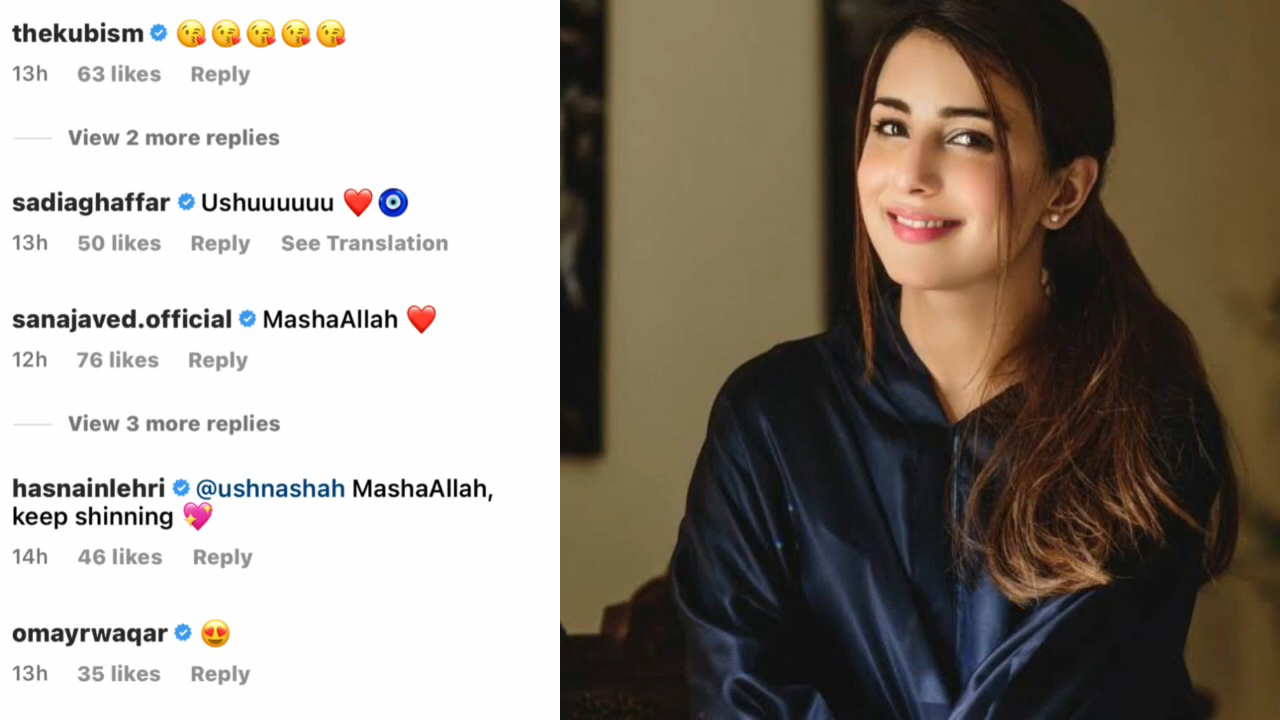 thekubism 😘😘😘😘😘
13h 63 likes Reply
View 2 more replies
sadiaghaffar Ushuuuuuu ❤️🧿
13h 50 likes Reply See Translation
sanajaved.official MashaAllah ❤️
12h 76 likes Reply
View 3 more replies
hasnainlehri @ushnashah MashaAllah,
keep shinning 💖
14h 46 likes Reply
omayrwaqar 😍
13h 35 likes Reply